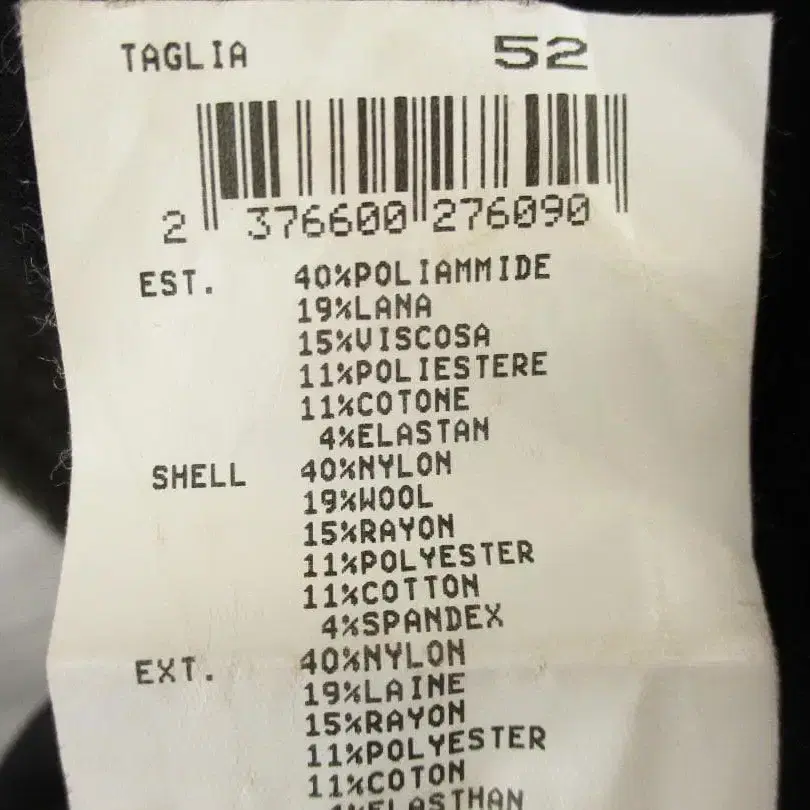 TAGLIA 52
2 376600 276090
EST. 40%POLIAMMIDE
19%LANA
15%VISCOSA
11%POLIESTERE
11%COTONE
4%ELASTAN
SHELL 40%NYLON
19%WOOL
15%RAYON
11%POLYESTER
11%COTTON
4%SPANDEX
EXT. 40%NYLON
19%LAINE
15%RAYON
11%POLYESTER
11%COTON
4%ELASTHAN